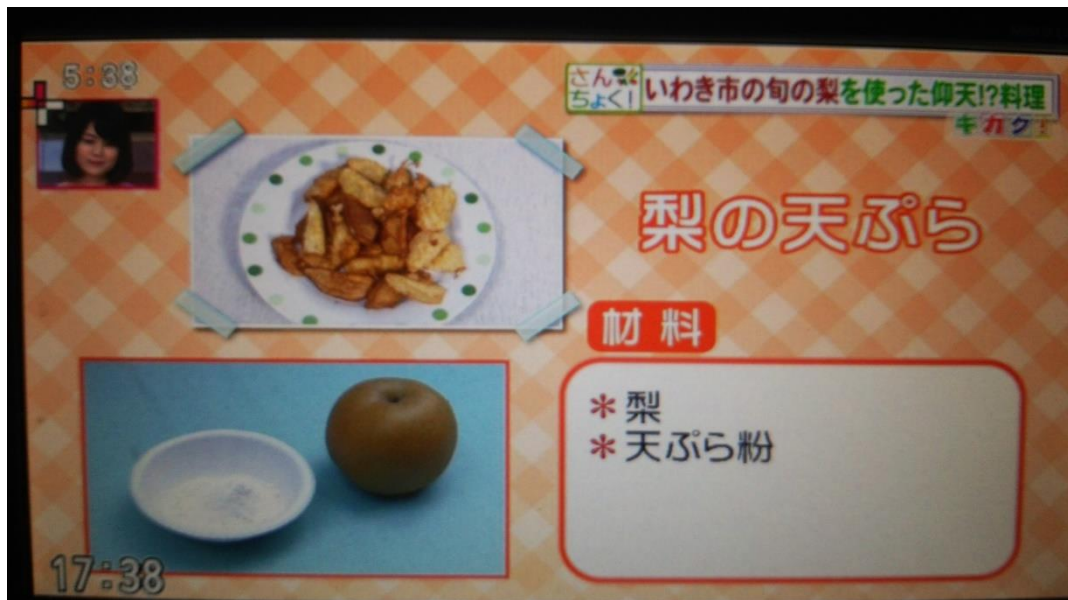 5:38
さん
ちょく!
いわき市の旬の梨を使った仰天!?料理
キカク!
梨の天ぷら
材料
*梨
*天ぷら粉
17:38